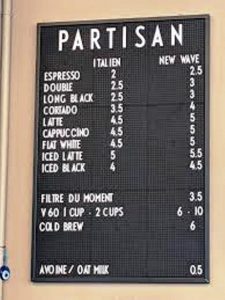 PARTISAN
ITALIEN NEW WAVE
ESPRESSO 2 2.5
DOUBLE 2.5 3
LONG BLACK 2.5 3
CORTADO 3.5 4
LATTE 4.5 5
CAPPUCCINO 4.5 5
FLAT WHITE 4.5 5
ICED LATTE 5 5.5
ICED BLACK 4 4.5
FILTRE DU MOMENT 3.5
V60 1 CUP - 2 CUPS 6 - 10
COLD BREW 6
AVOINE / OAT MILK 0.5